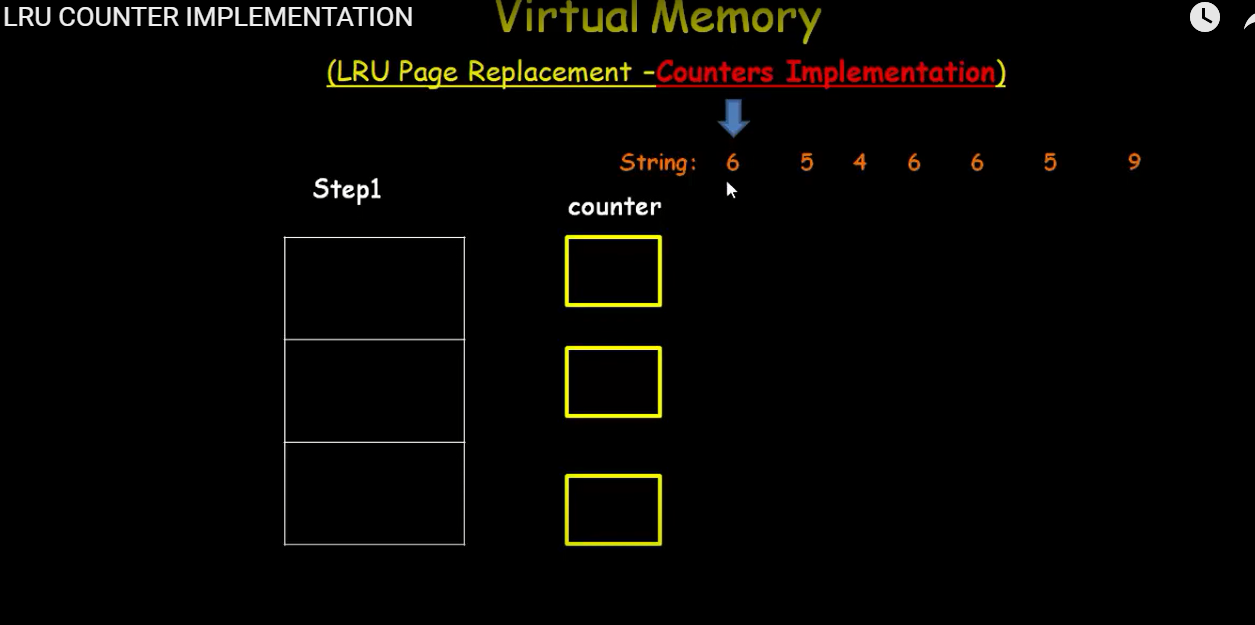 LRU COUNTER IMPLEMENTATION
Virtual Memory
(LRU Page Replacement -Counters Implementation)
String: 6 5 4 6 6 5 9
Step1
counter